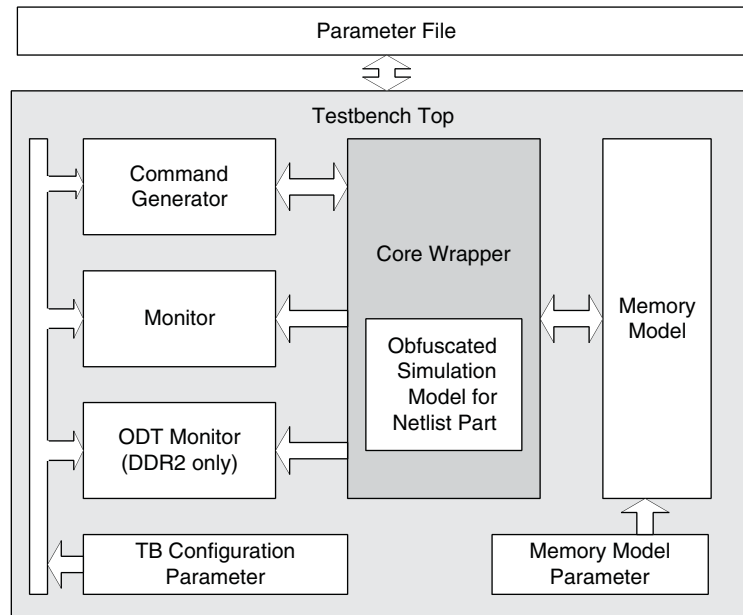 Parameter File
Testbench Top
Command
Generator
Core Wrapper
Monitor
Memory
Model
Obfuscated
Simulation
Model for
Netlist Part
ODT Monitor
(DDR2 only)
TB Configuration
Parameter
Memory Model
Parameter